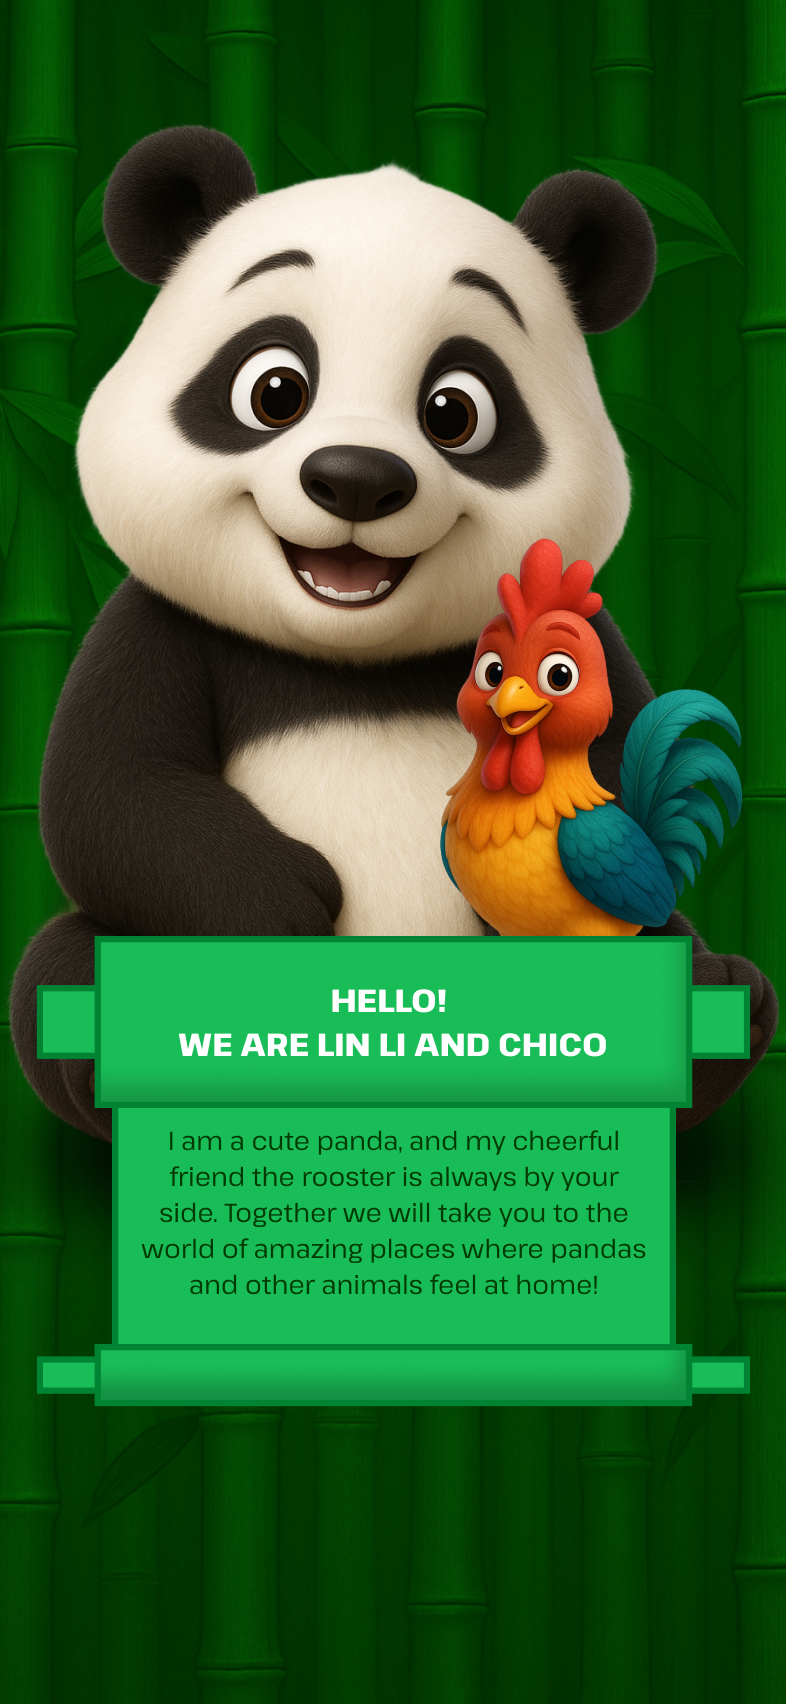 HELLO!
WE ARE LIN LI AND CHICO
I am a cute panda, and my cheerful
friend the rooster is always by your
side. Together we will take you to the
world of amazing places where pandas
and other animals feel at home!